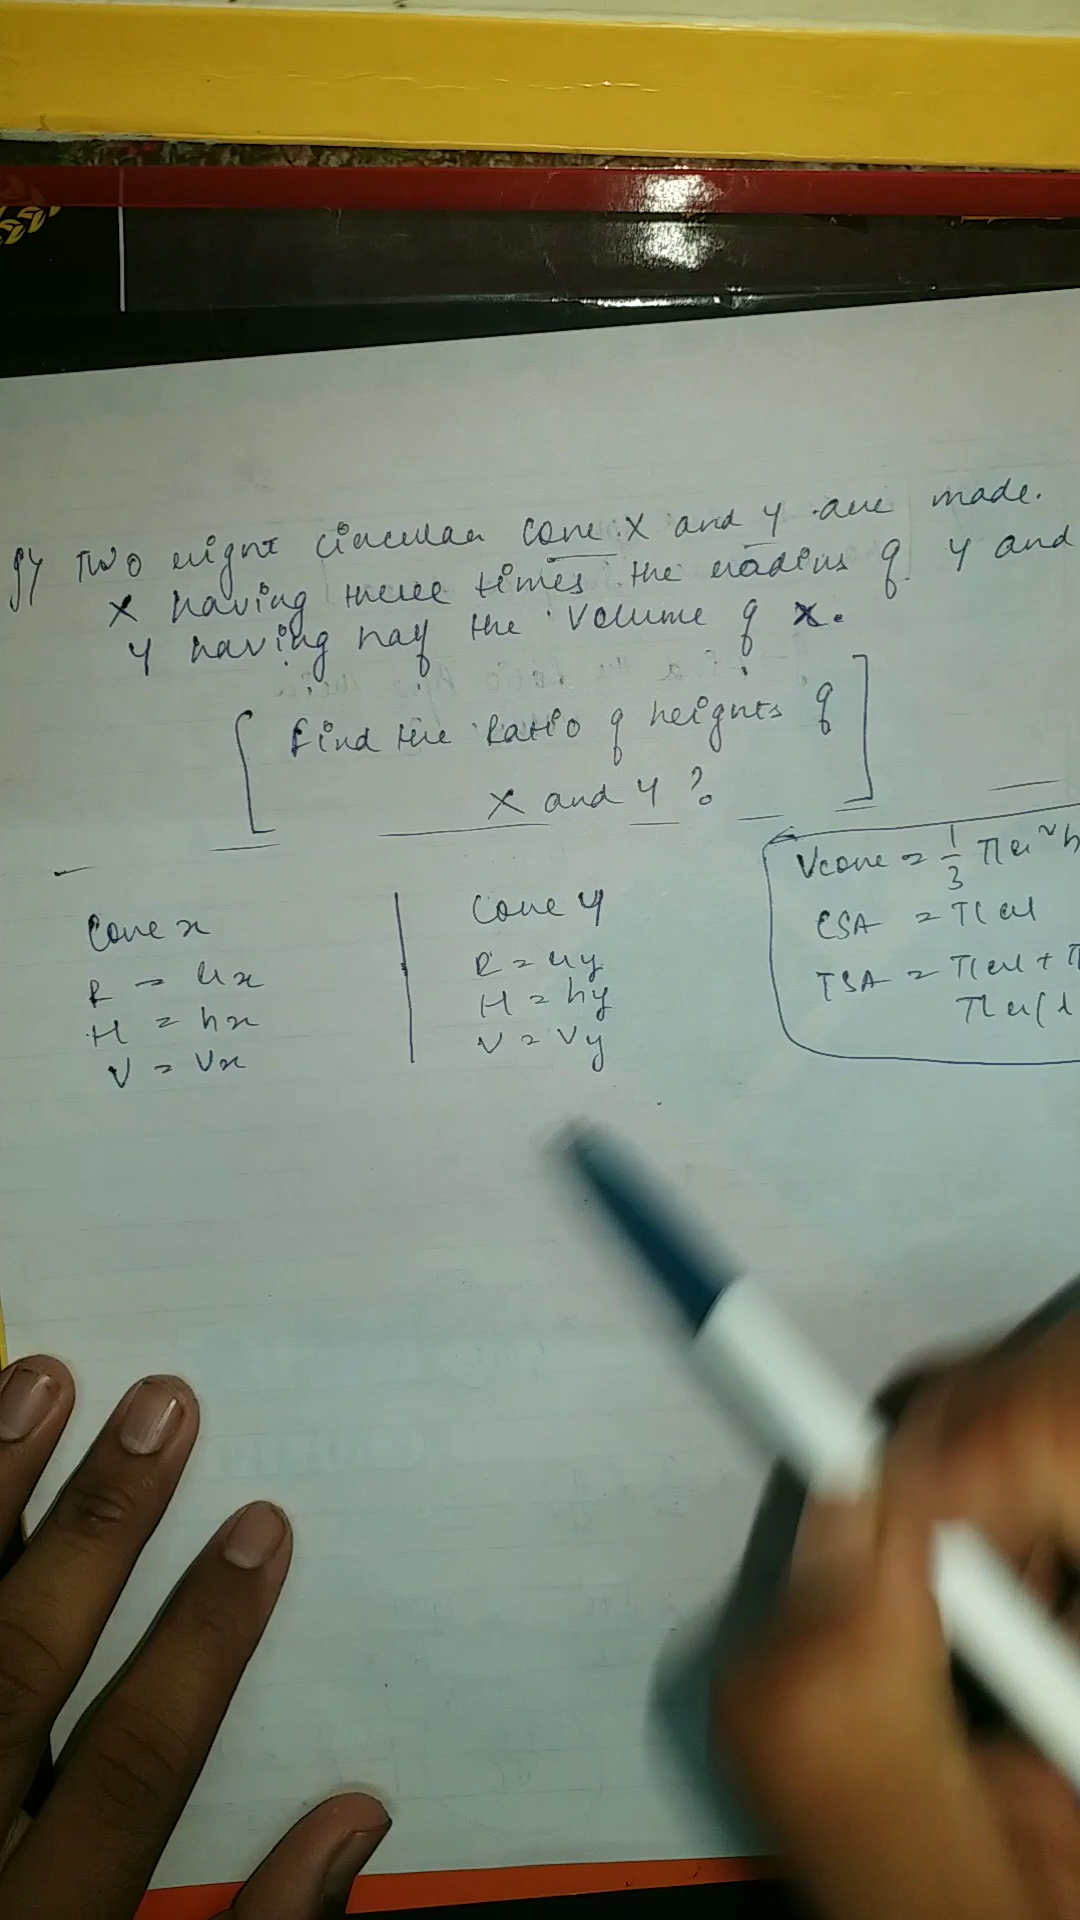 Two right circular cone X and Y are made.
X having three times the radius of Y and
Y having half the Volume of X.
Find the Ratio of heights of
X and Y?
Vcone = 1/3 πr²h
CSA = πrl
TSA = πrl + π
πr(l
Cone x
R = rx
H = hx
V = Vx
Cone Y
R = ry
H = hy
V = Vy